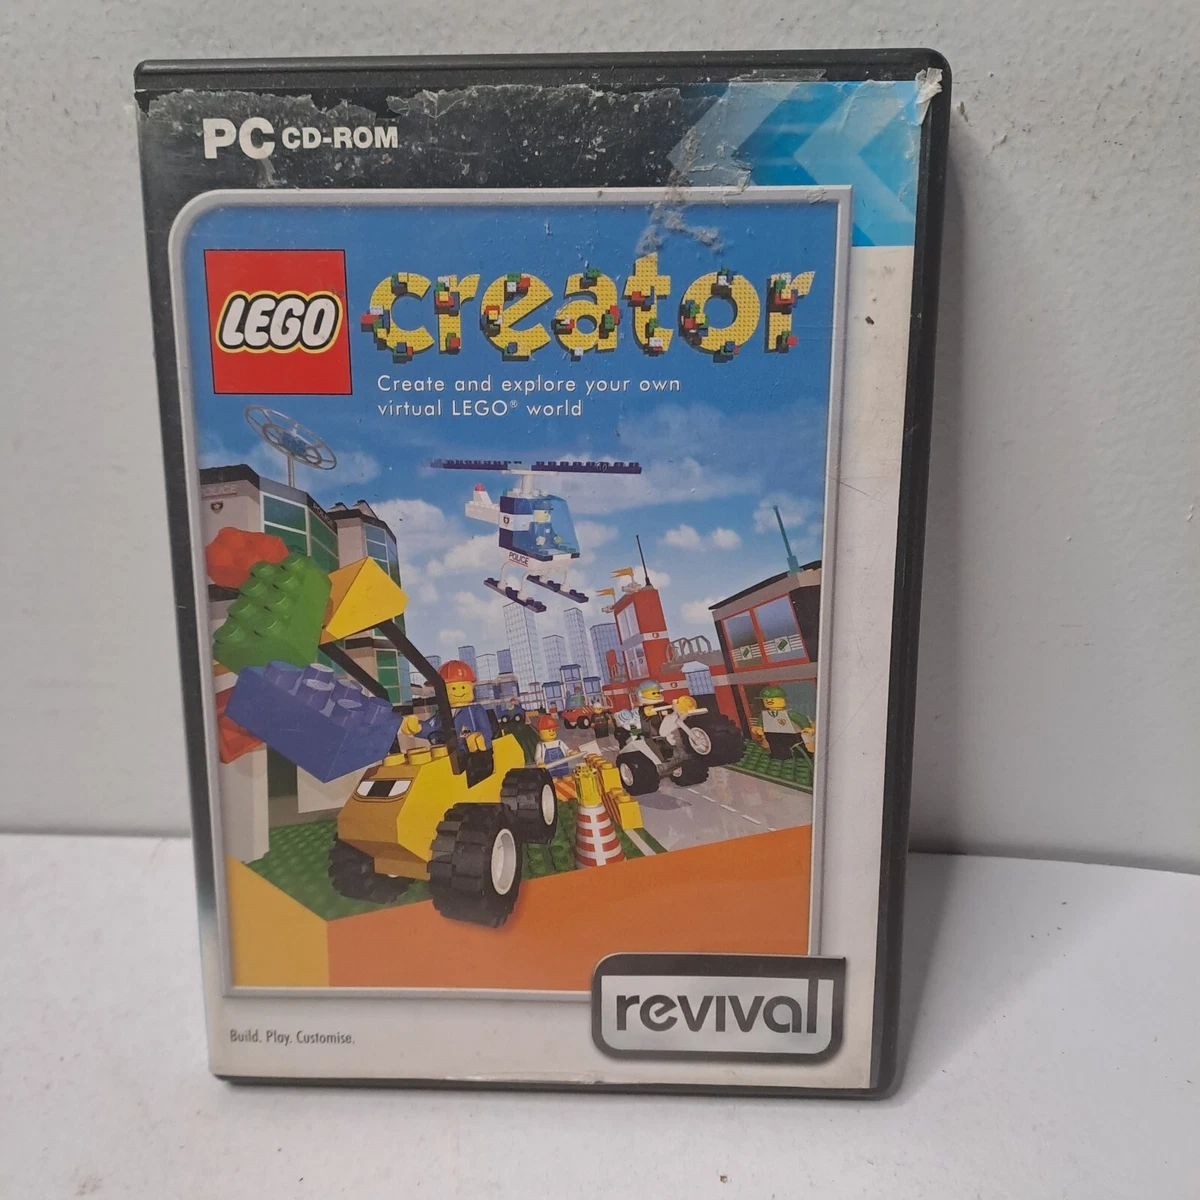 PC CD-ROM
LEGO
creator
Create and explore your own
virtual LEGO® world
POLICE
revival
Build. Play. Customise.